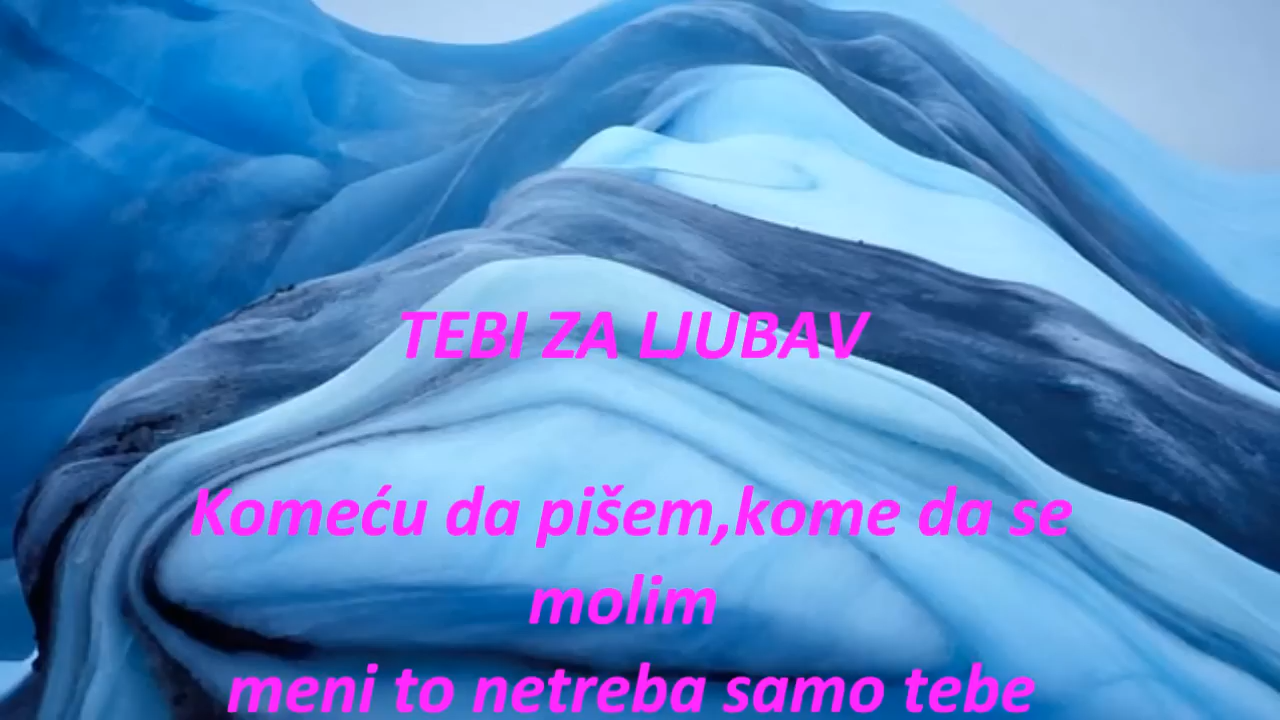 TEBI ZA LJUBAV
Komeću da pišem,kome da se
molim
meni to netreba samo tebe